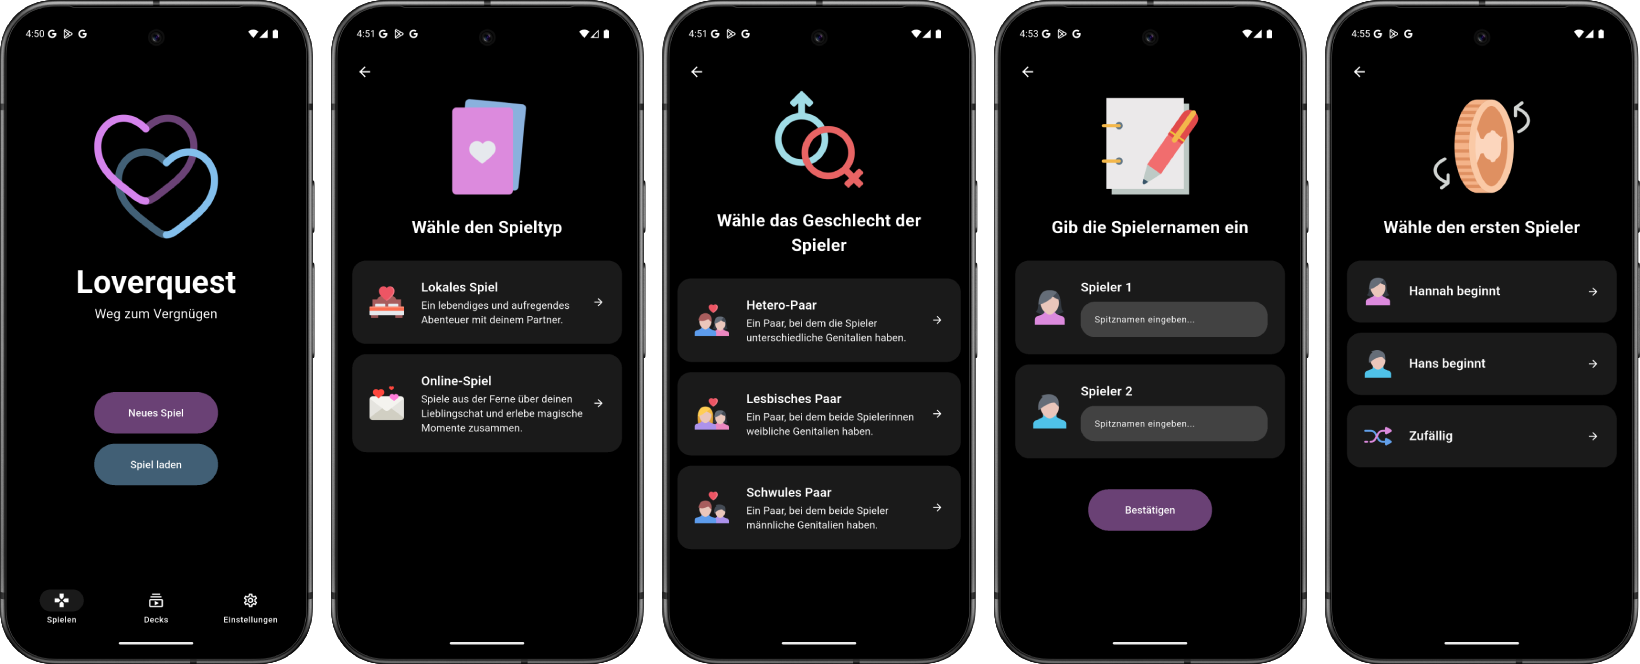 4:50
Loverquest
Weg zum Vergnügen
Neues Spiel
Spiel laden
Spielen
Decks
Einstellungen
4:51
Wähle den Spieltyp
Lokales Spiel
Ein lebendiges und aufregendes
Abenteuer mit deinem Partner.
Online-Spiel
Spiele aus der Ferne über deinen
Lieblingschat und erlebe magische
Momente zusammen.
4:51
Wähle das Geschlecht der
Spieler
Hetero-Paar
Ein Paar, bei dem die Spieler
unterschiedliche Genitalien haben.
Lesbisches Paar
Ein Paar, bei dem beide Spielerinnen
weibliche Genitalien haben.
Schwules Paar
Ein Paar, bei dem beide Spieler
männliche Genitalien haben.
4:53
Gib die Spielernamen ein
Spieler 1
Spitznamen eingeben...
Spieler 2
Spitznamen eingeben...
Bestätigen
4:55
Wähle den ersten Spieler
Hannah beginnt
Hans beginnt
Zufällig